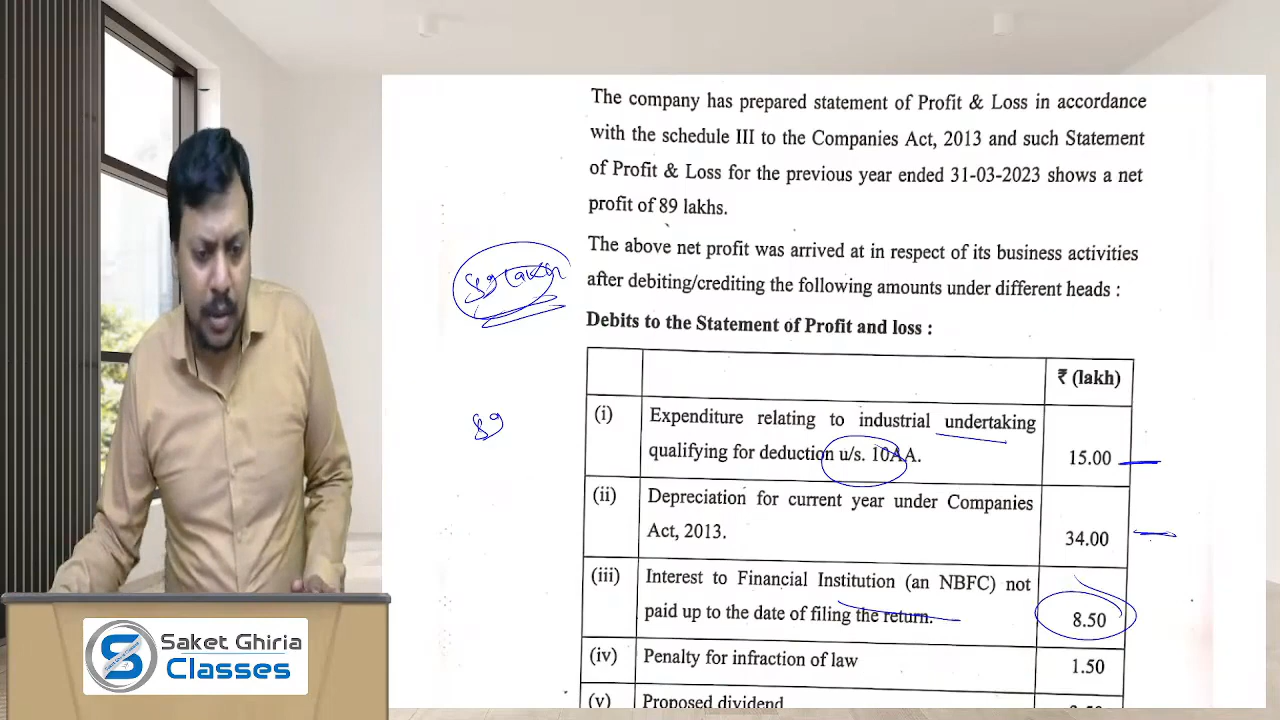 The company has prepared statement of Profit & Loss in accordance
with the schedule III to the Companies Act, 2013 and such Statement
of Profit & Loss for the previous year ended 31-03-2023 shows a net
profit of 89 lakhs.
The above net profit was arrived at in respect of its business activities
after debiting/crediting the following amounts under different heads :
89 lakh
Debits to the Statement of Profit and loss :
₹ (lakh)
89
(i) Expenditure relating to industrial undertaking
qualifying for deduction u/s. 10AA. 15.00
(ii) Depreciation for current year under Companies
Act, 2013. 34.00
(iii) Interest to Financial Institution (an NBFC) not
paid up to the date of filing the return. 8.50
(iv) Penalty for infraction of law 1.50
(v) Proposed dividend
Saket Ghiria
Classes